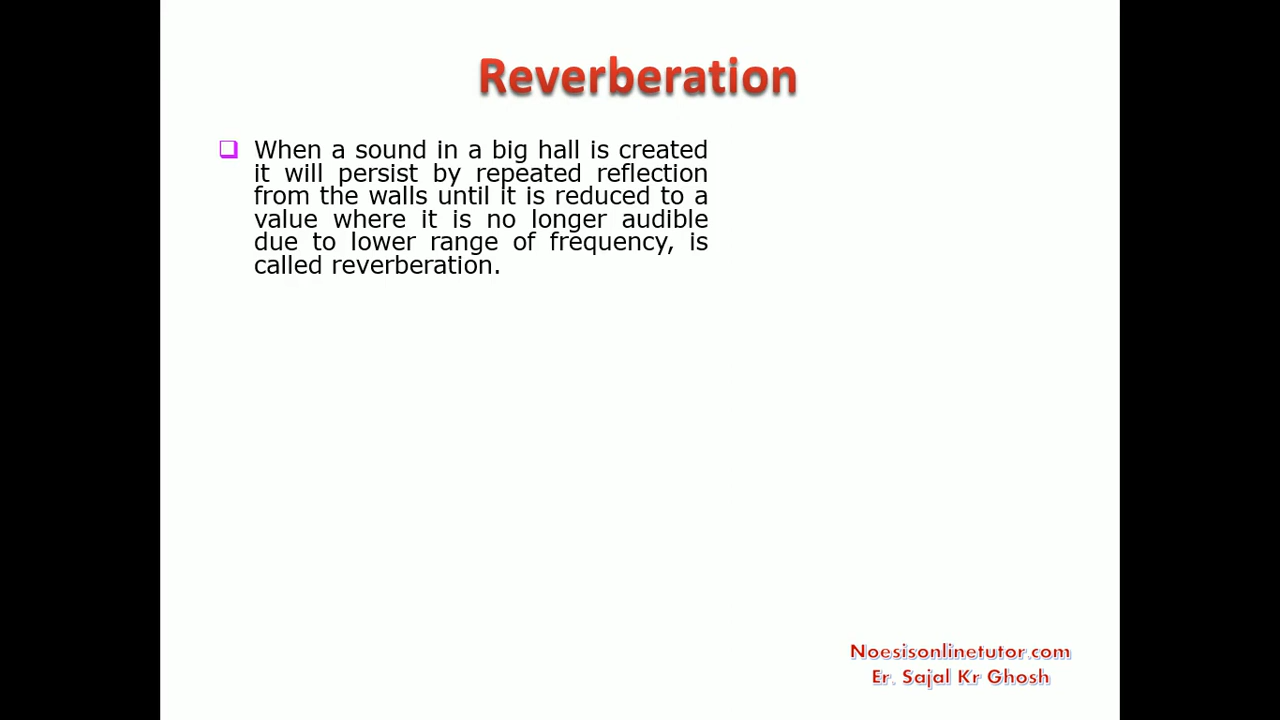 Reverberation
When a sound in a big hall is created
it will persist by repeated reflection
from the walls until it is reduced to a
value where it is no longer audible
due to lower range of frequency, is
called reverberation.
Noesisonlinetutor.com
Er. Sajal Kr Ghosh